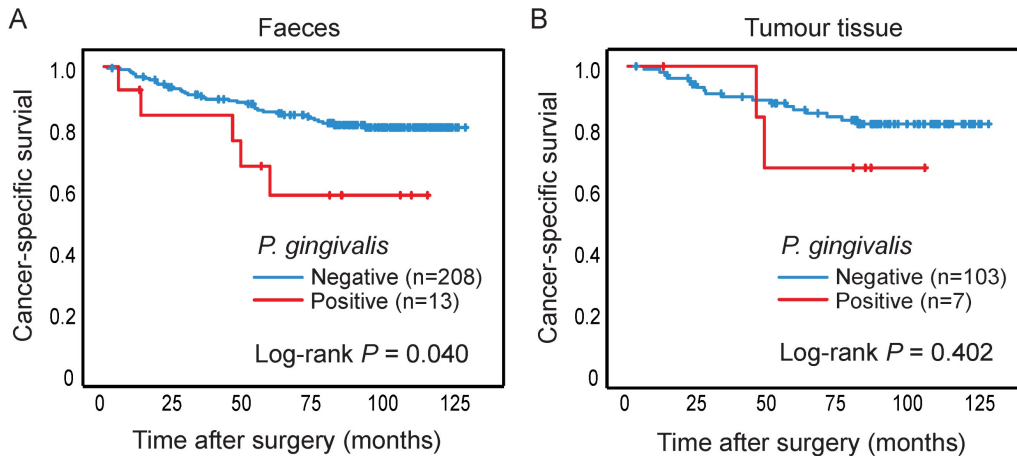 A
Faeces
Cancer-specific survial
1.0
0.8
0.6
0.4
0.2
0
P. gingivalis
Negative (n=208)
Positive (n=13)
Log-rank P = 0.040
0 25 50 75 100 125
Time after surgery (months)
B
Tumour tissue
Cancer-specific survial
1.0
0.8
0.6
0.4
0.2
0
P. gingivalis
Negative (n=103)
Positive (n=7)
Log-rank P = 0.402
0 25 50 75 100 125
Time after surgery (months)